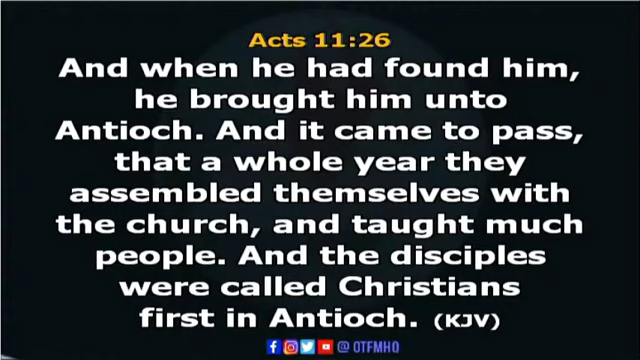 Acts 11:26
And when he had found him,
he brought him unto
Antioch. And it came to pass,
that a whole year they
assembled themselves with
the church, and taught much
people. And the disciples
were called Christians
first in Antioch. (KJV)
@ OTFMHQ